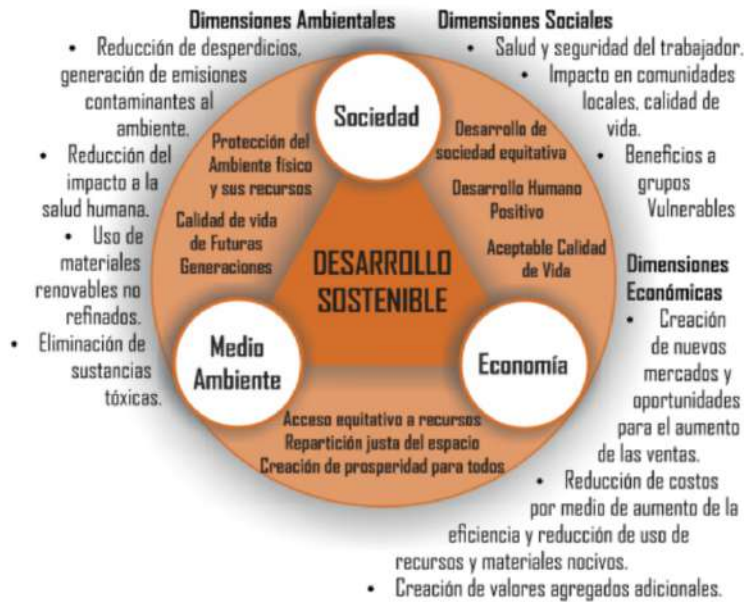 Dimensiones Ambientales
• Reducción de desperdicios,
generación de emisiones
contaminantes al
ambiente.
• Reducción del
impacto a la
salud humana.
• Uso de
materiales
renovables no
refinados.
• Eliminación de
sustancias
tóxicas.
Dimensiones Sociales
• Salud y seguridad del trabajador.
• Impacto en comunidades
locales, calidad de
vida.
• Beneficios a
grupos
Vulnerables
Dimensiones
Económicas
• Creación
de nuevos
mercados y
oportunidades
para el aumento
de las ventas.
• Reducción de costos
por medio de aumento de la
eficiencia y reducción de uso de
recursos y materiales nocivos.
• Creación de valores agregados adicionales.
Sociedad
Protección del
Ambiente físico
y sus recursos
Calidad de vida
de Futuras
Generaciones
Desarrollo de
sociedad equitativa
Desarrollo Humano
Positivo
Aceptable Calidad
de Vida
DESARROLLO
SOSTENIBLE
Medio
Ambiente
Economía
Acceso equitativo a recursos
Repartición justa del espacio
Creación de prosperidad para todos